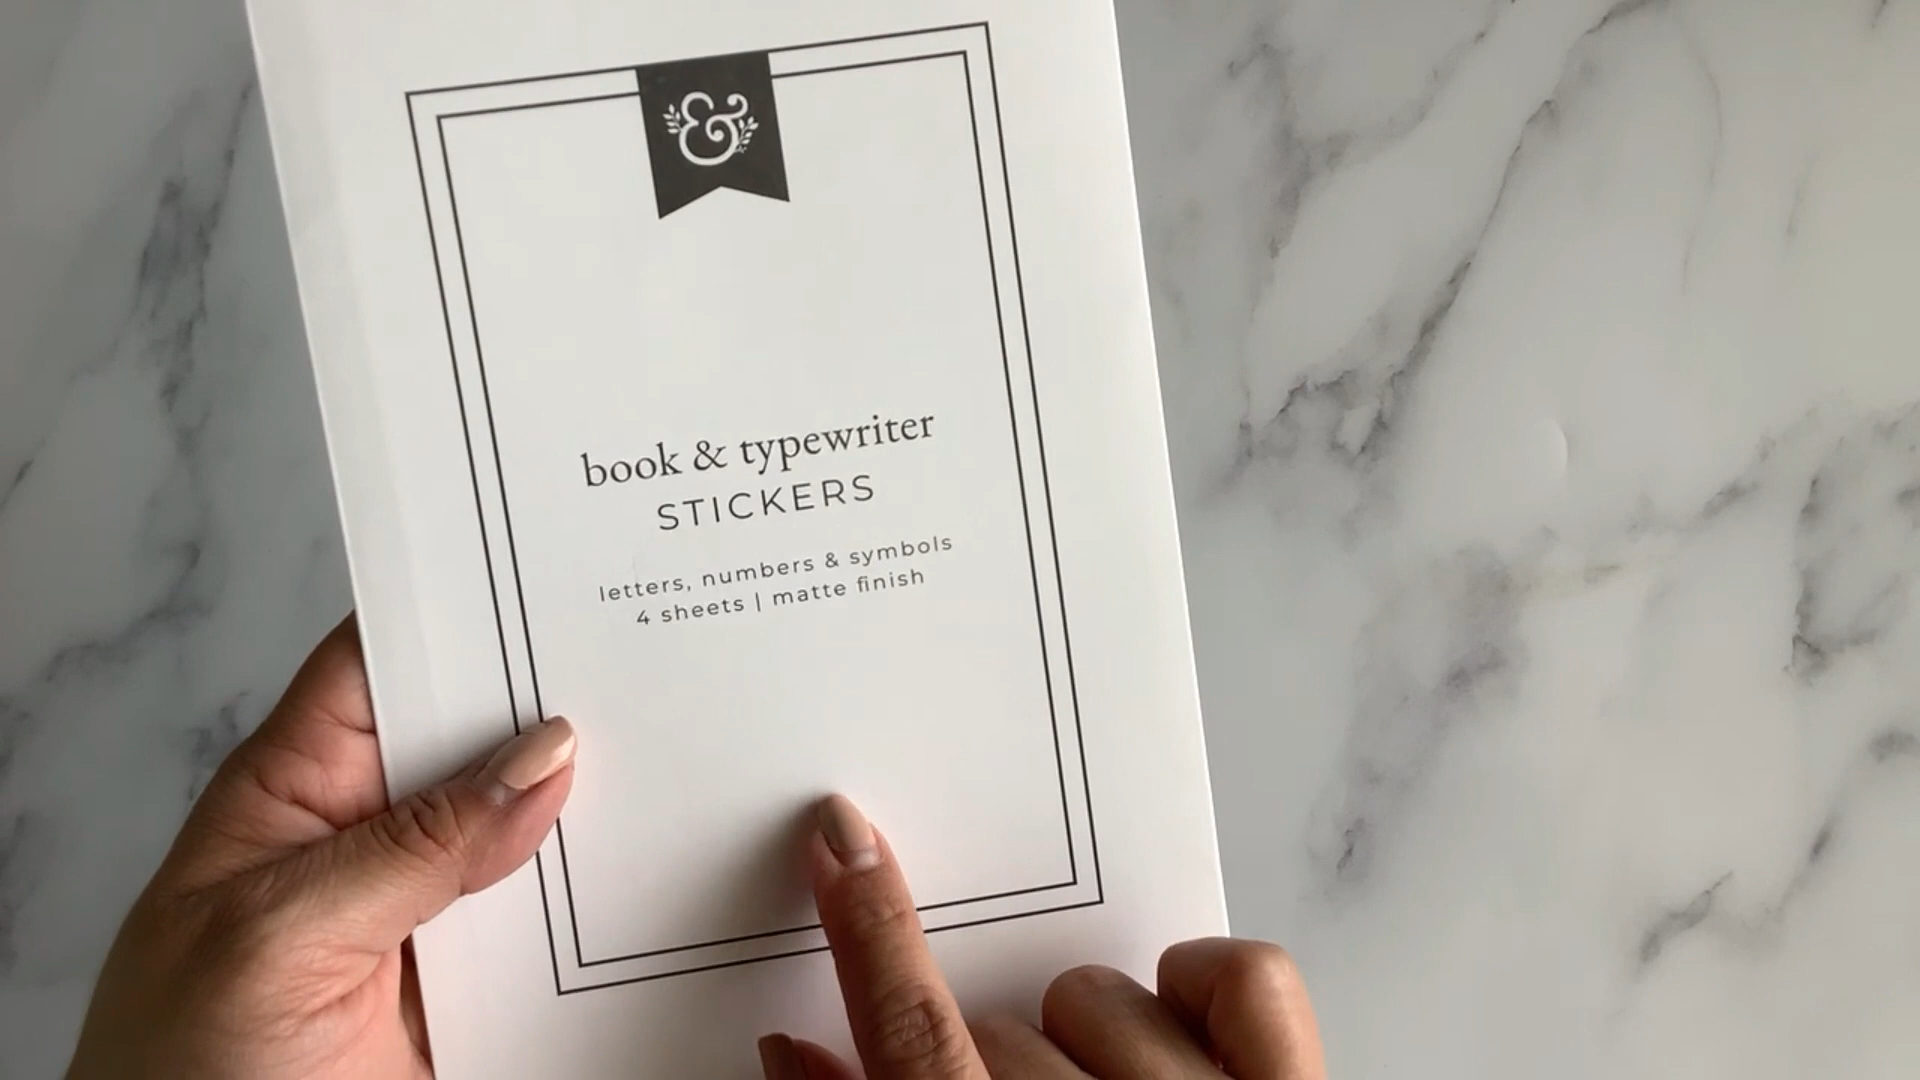 &
book & typewriter
STICKERS
letters, numbers & symbols
4 sheets | matte finish